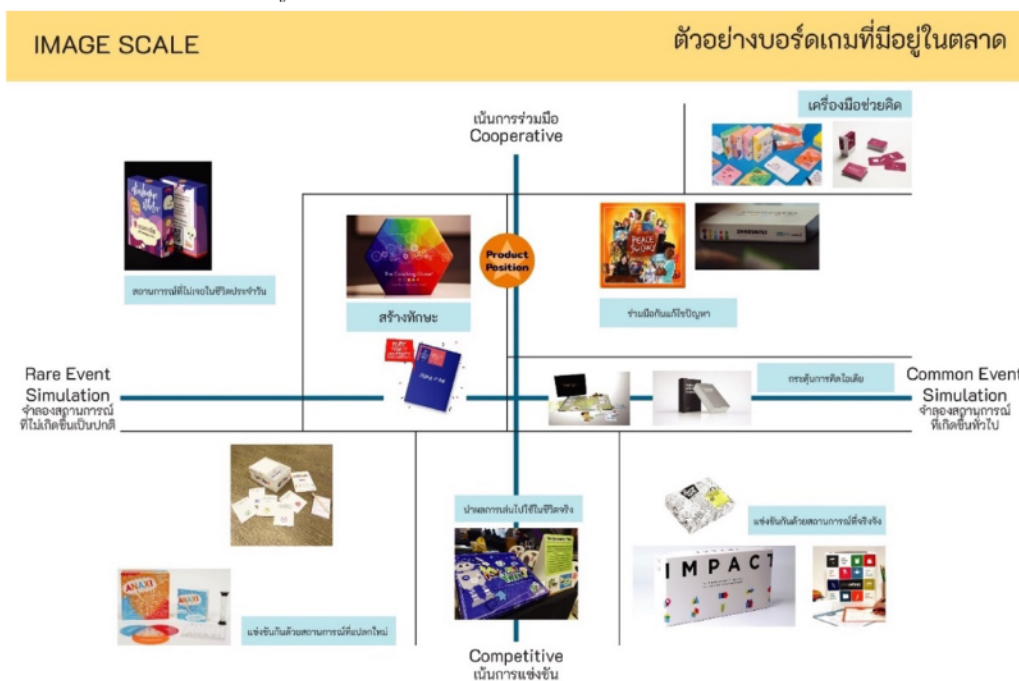 IMAGE SCALE
ตัวอย่างบอร์ดเกมที่มีอยู่ในตลาด
เน้นการร่วมมือ
Cooperative
เครื่องมือช่วยคิด
สถานการณ์ที่ไม่เจอในชีวิตประจำวัน
The Coaching Game
สร้างทักษะ
Product
Position
PEACE
ร่วมมือกันแก้ไขปัญหา
Rare Event
Simulation
จำลองสถานการณ์
ที่ไม่เกิดขึ้นเป็นปกติ
กระตุ้นการคิดไอเดีย
Common Event
Simulation
จำลองสถานการณ์
ที่เกิดขึ้นทั่วไป
นำผลการเล่นไปใช้ในชีวิตจริง
แข่งขันกันด้วยสถานการณ์ที่จริงจัง
IMPACT
ANAXI
ANAXI
แข่งขันกันด้วยสถานการณ์ที่แปลกใหม่
Competitive
เน้นการแข่งขัน